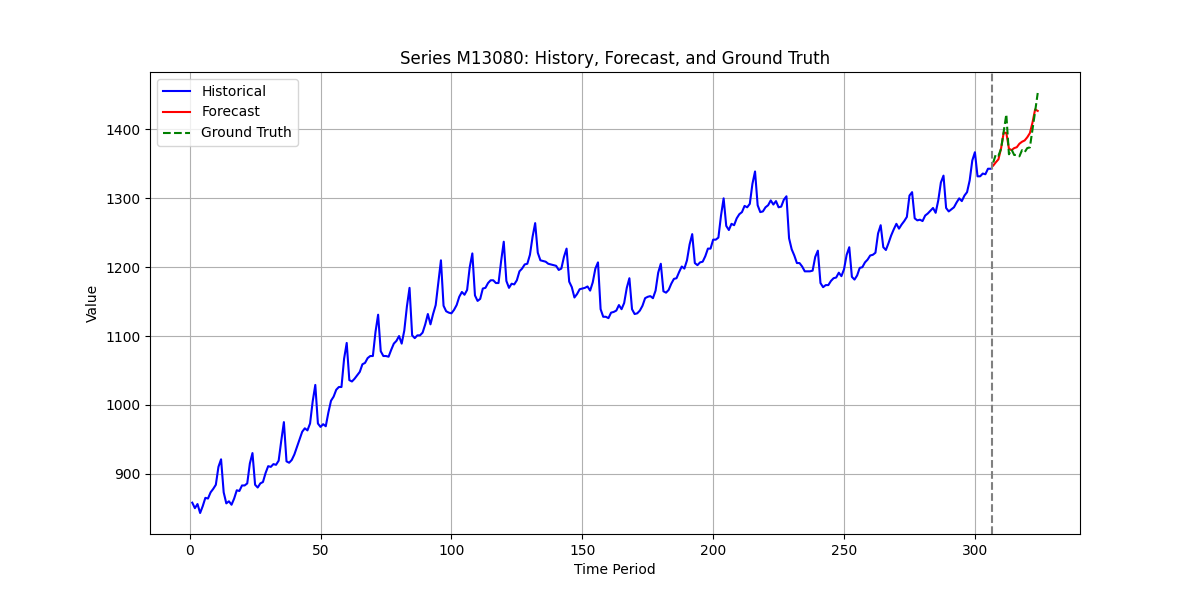 Series M13080: History, Forecast, and Ground Truth
Historical
Forecast
Ground Truth
1400
1300
1200
1100
1000
900
Value
0 50 100 150 200 250 300
Time Period